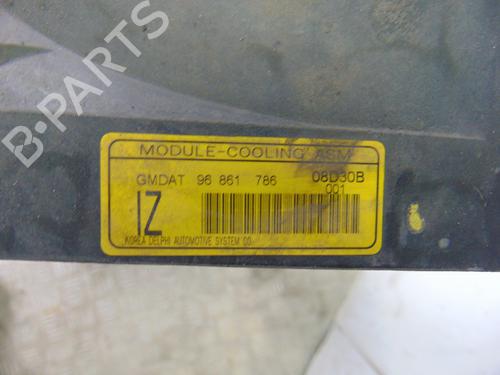 B-PARTS
MODULE-COOLING ASM
GMDAT 96 861 786 08D30B
001
IZ
KOREA DELPHI AUTOMOTIVE SYSTEM CO.